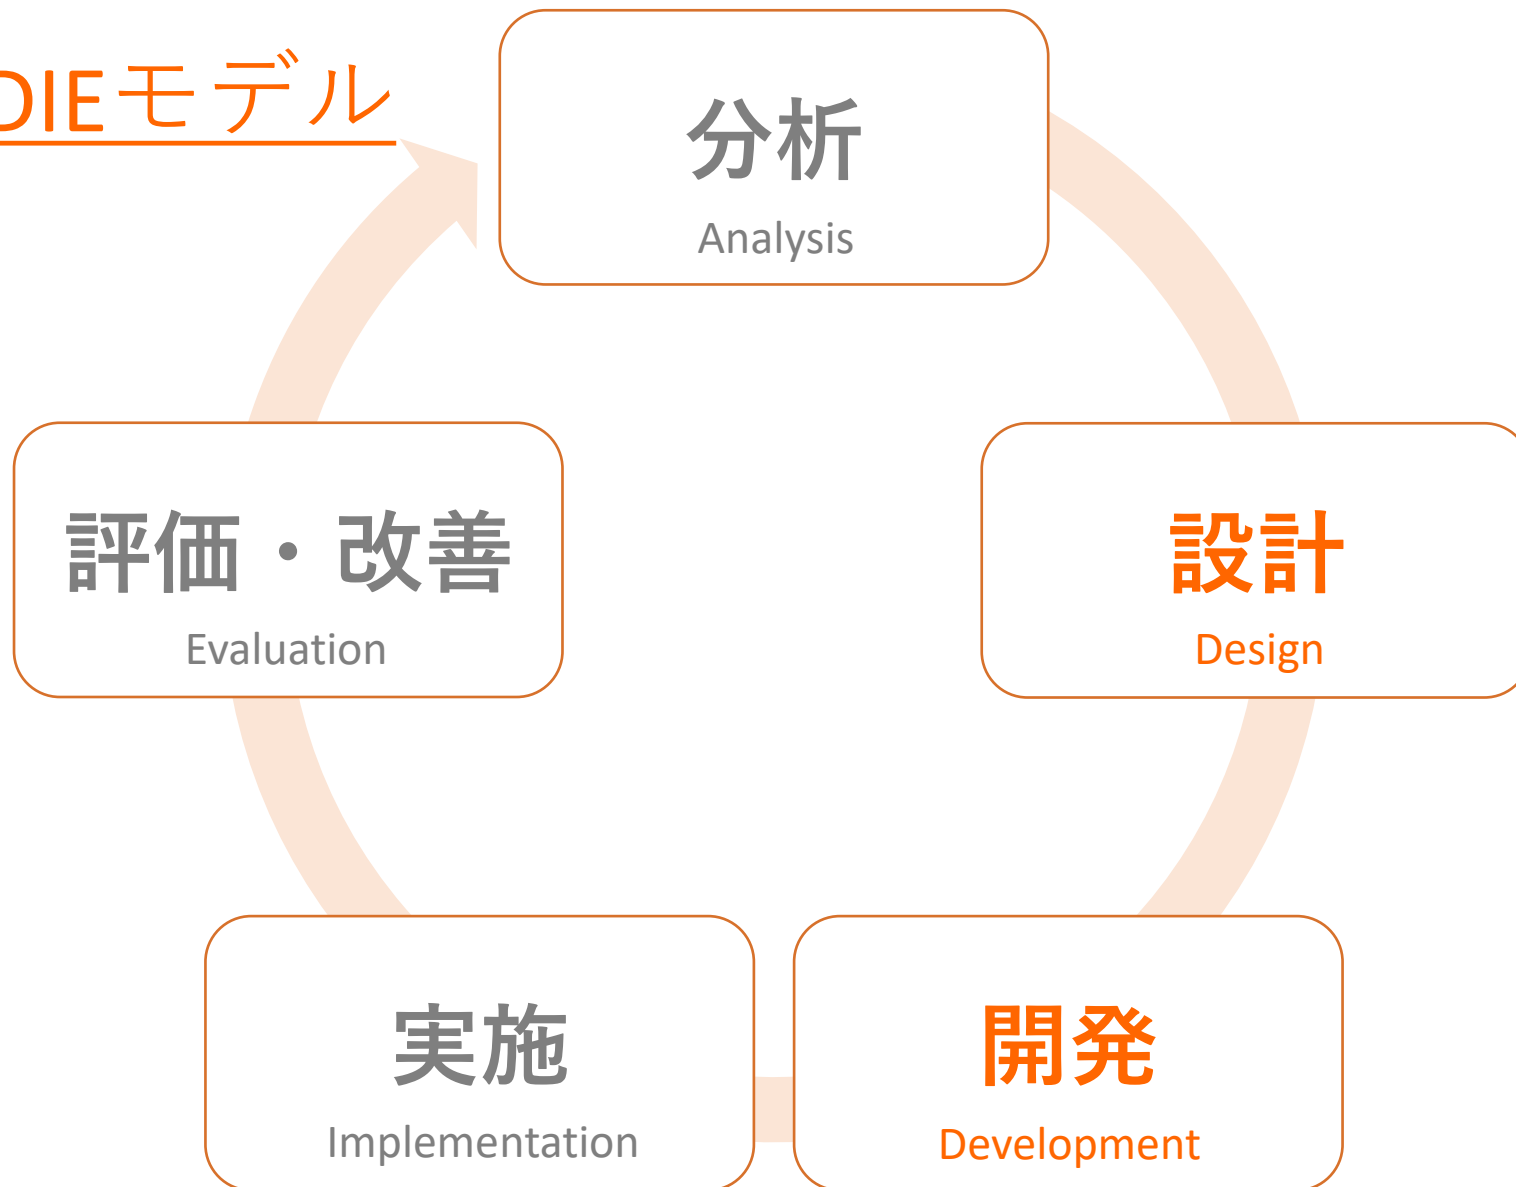 DIEモデル
分析
Analysis
設計
Design
開発
Development
実施
Implementation
評価・改善
Evaluation